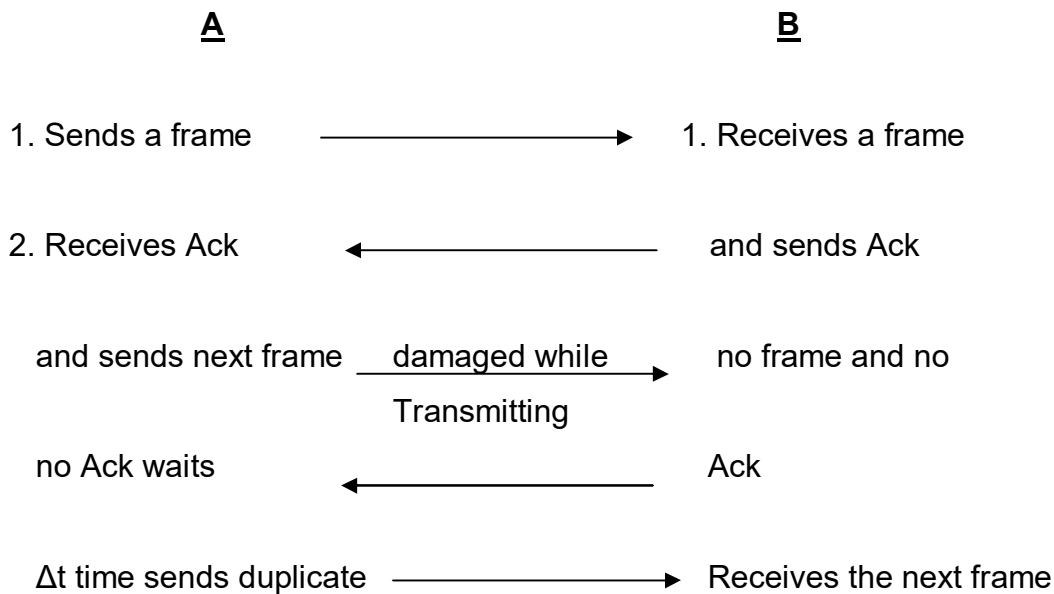 A B
1. Sends a frame 1. Receives a frame
2. Receives Ack and sends Ack
and sends next frame damaged while no frame and no
Transmitting
no Ack waits Ack
Δt time sends duplicate Receives the next frame